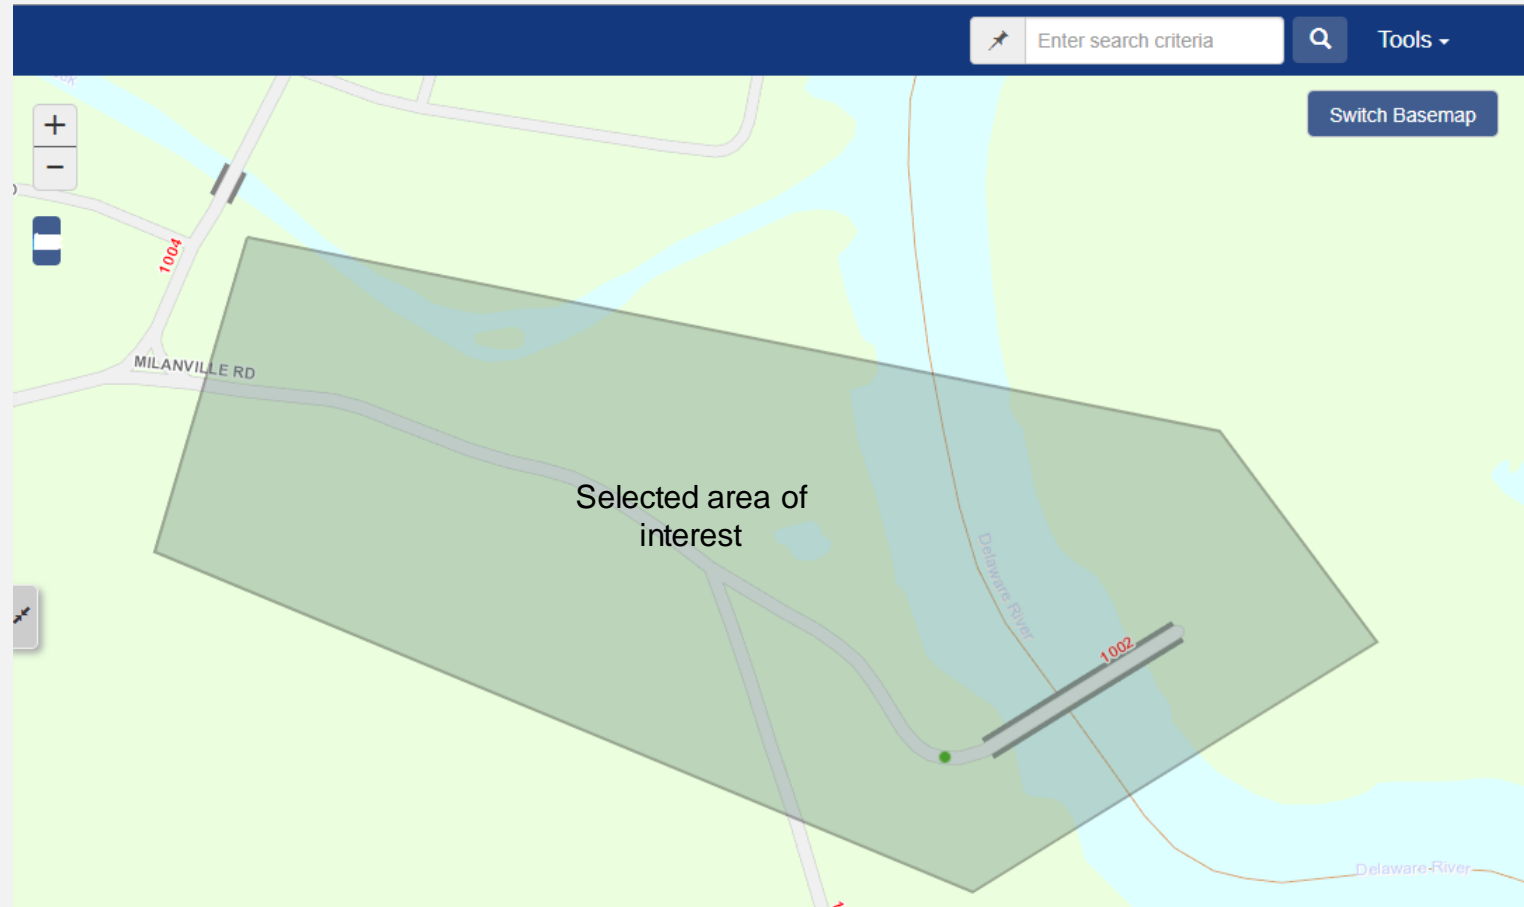 Enter search criteria
Tools
Switch Basemap
+
−
1004
MILANVILLE RD
Selected area of
interest
Delaware River
1002
Delaware River